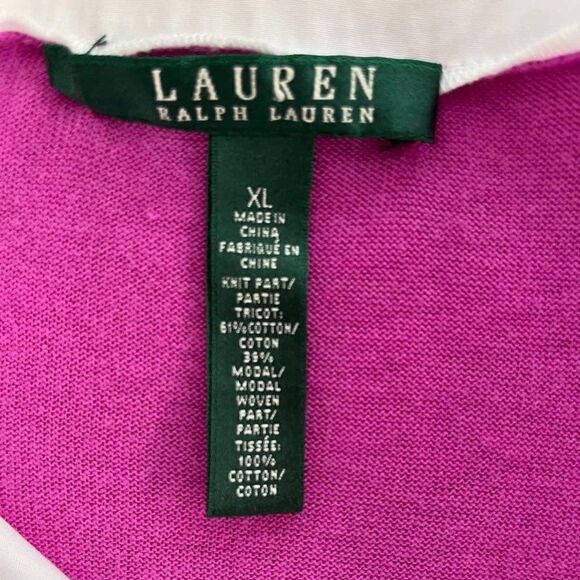 LAUREN
RALPH LAUREN
XL
MADE IN
CHINA
FABRIQUÉ EN
CHINE
KNIT PART/
PARTIE
TRICOT:
61%COTTON/
COTON
39%
MODAL/
MODAL
WOVEN
PART/
PARTIE
TISSÉE:
100%
COTTON/
COTON